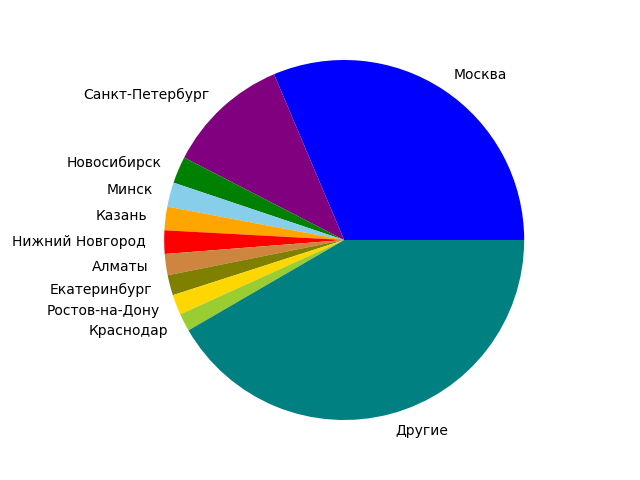 Москва
Санкт-Петербург
Новосибирск
Минск
Казань
Нижний Новгород
Алматы
Екатеринбург
Ростов-на-Дону
Краснодар
Другие